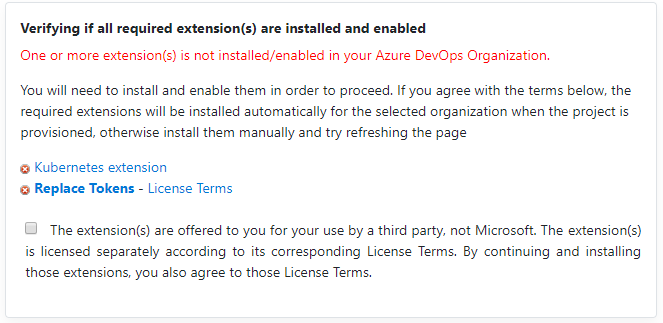 Verifying if all required extension(s) are installed and enabled
One or more extension(s) is not installed/enabled in your Azure DevOps Organization.
You will need to install and enable them in order to proceed. If you agree with the terms below, the
required extensions will be installed automatically for the selected organization when the project is
provisioned, otherwise install them manually and try refreshing the page
Kubernetes extension
Replace Tokens - License Terms
The extension(s) are offered to you for your use by a third party, not Microsoft. The extension(s)
is licensed separately according to its corresponding License Terms. By continuing and installing
those extensions, you also agree to those License Terms.